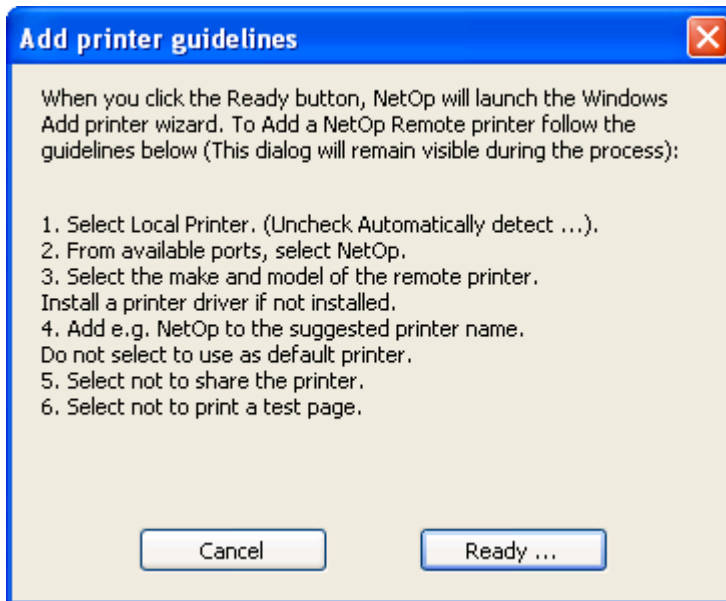 Add printer guidelines
When you click the Ready button, NetOp will launch the Windows
Add printer wizard. To Add a NetOp Remote printer follow the
guidelines below (This dialog will remain visible during the process):
1. Select Local Printer. (Uncheck Automatically detect ...).
2. From available ports, select NetOp.
3. Select the make and model of the remote printer.
Install a printer driver if not installed.
4. Add e.g. NetOp to the suggested printer name.
Do not select to use as default printer.
5. Select not to share the printer.
6. Select not to print a test page.
Cancel
Ready ...